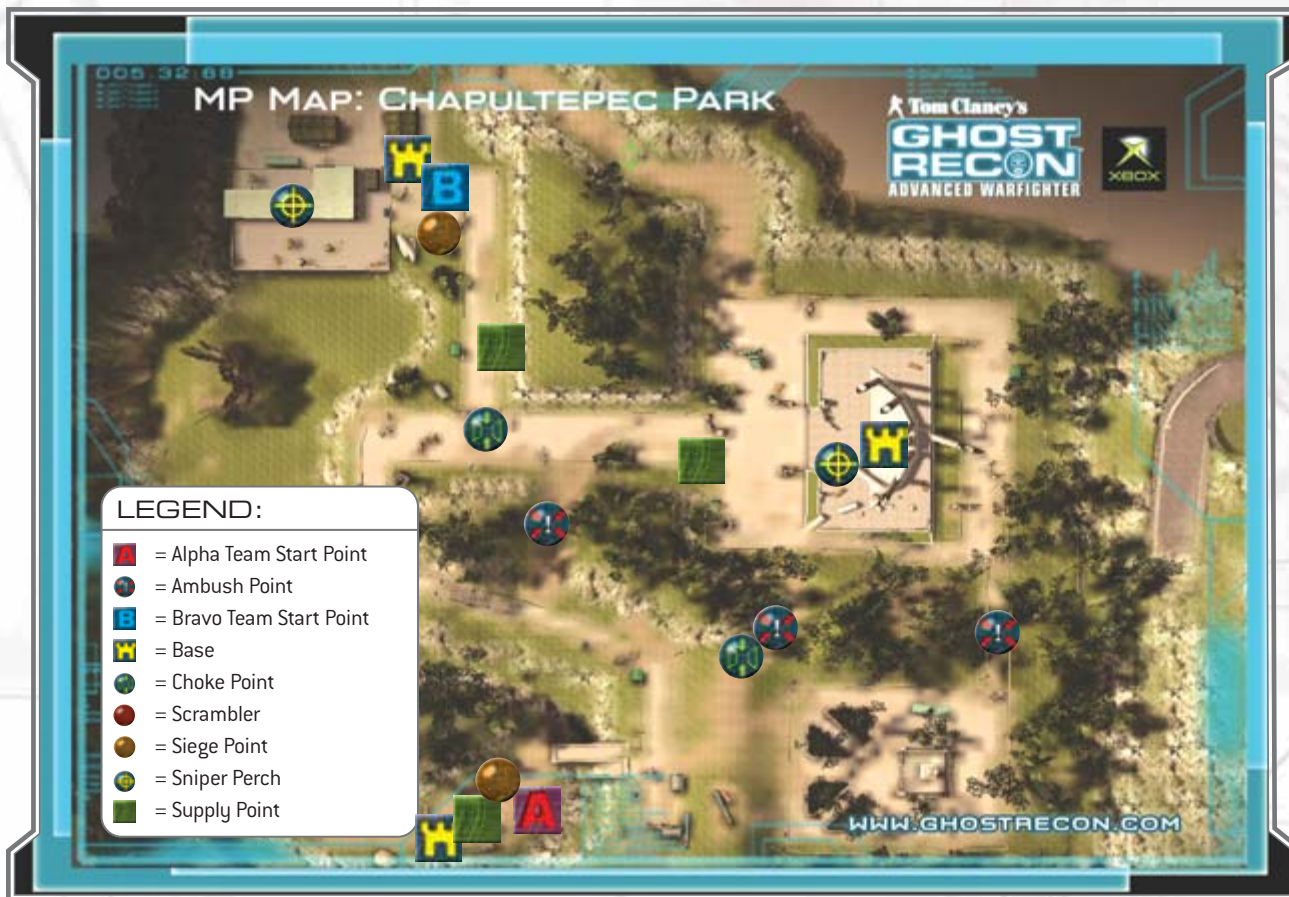 005.32.68
MP Map: Chapultepec Park
Tom Clancy's
GHOST
RECON
ADVANCED WARFIGHTER
XBOX
B
LEGEND:
A = Alpha Team Start Point
! = Ambush Point
B = Bravo Team Start Point
= Base
= Choke Point
= Scrambler
= Siege Point
= Sniper Perch
= Supply Point
!
!
!
A
WWW.GHOSTRECON.COM